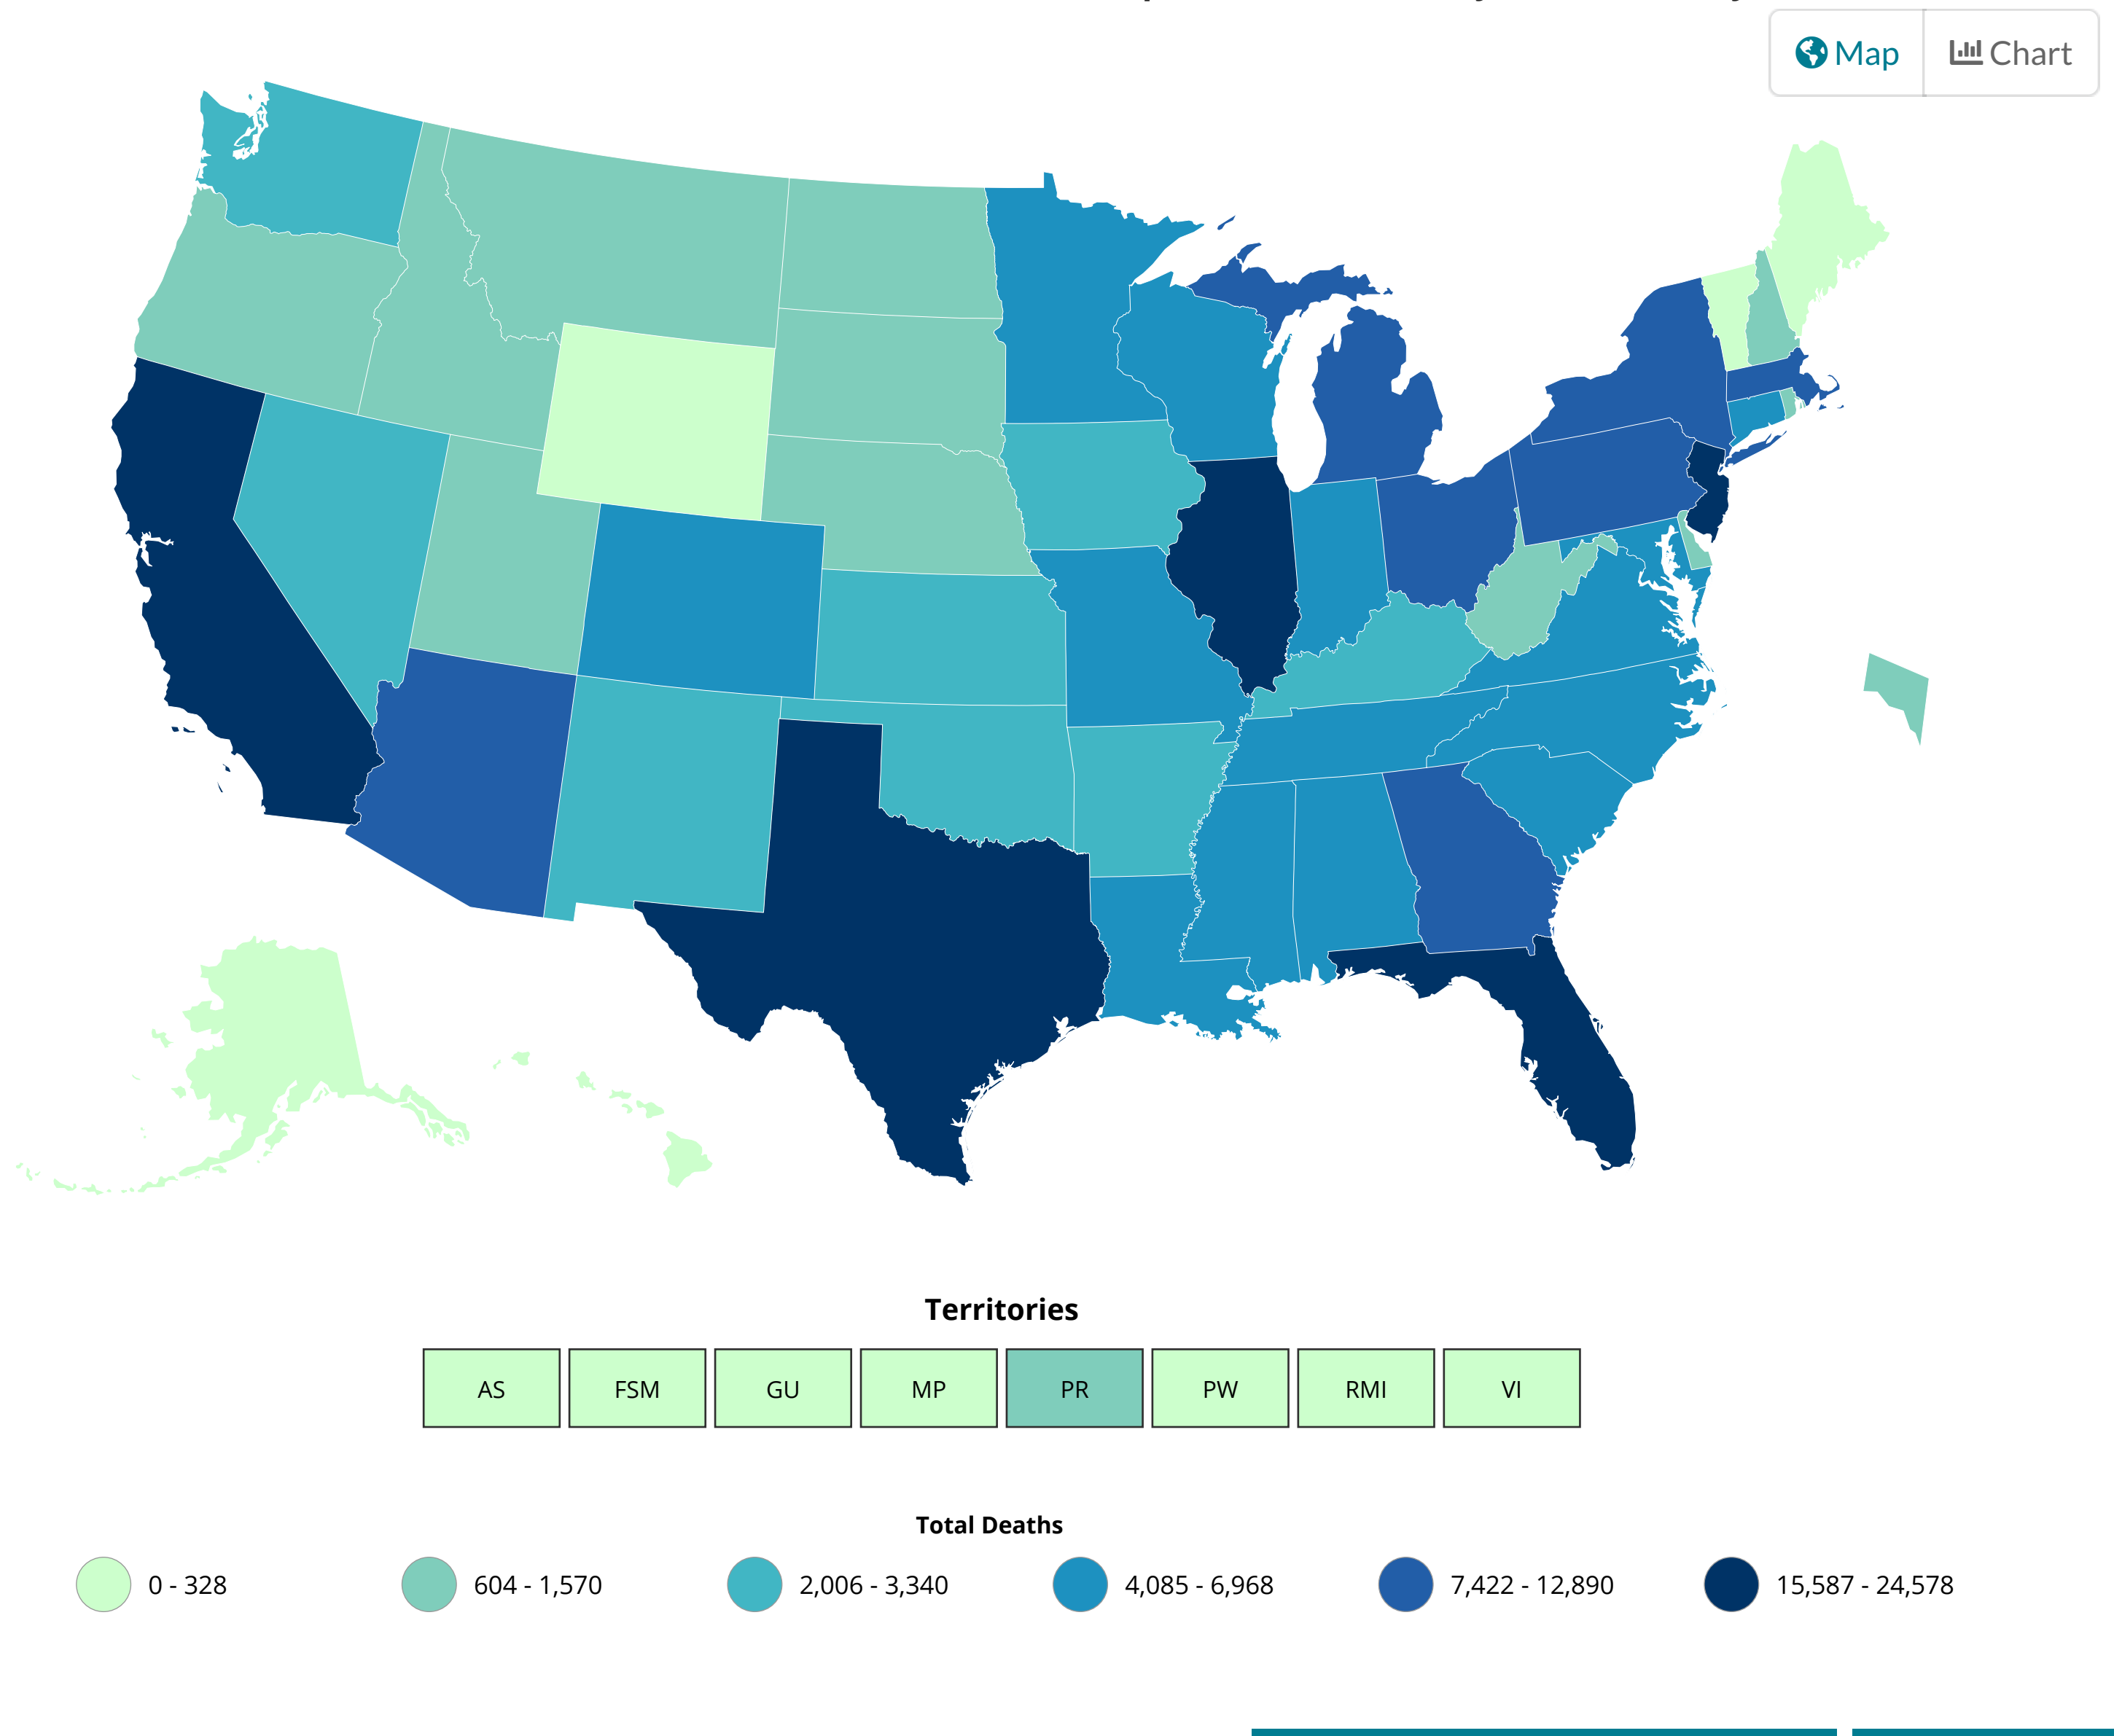 Map Chart
Territories
AS FSM GU MP PR PW RMI VI
Total Deaths
0 - 328 604 - 1,570 2,006 - 3,340 4,085 - 6,968 7,422 - 12,890 15,587 - 24,578